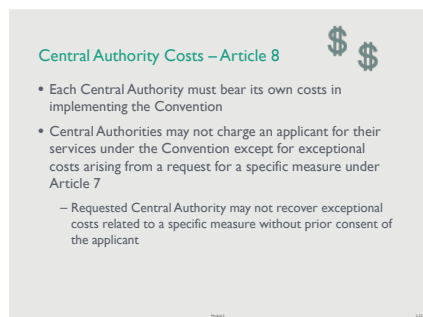 $ $
Central Authority Costs – Article 8
• Each Central Authority must bear its own costs in
implementing the Convention
• Central Authorities may not charge an applicant for their
services under the Convention except for exceptional
costs arising from a request for a specific measure under
Article 7
– Requested Central Authority may not recover exceptional
costs related to a specific measure without prior consent of
the applicant